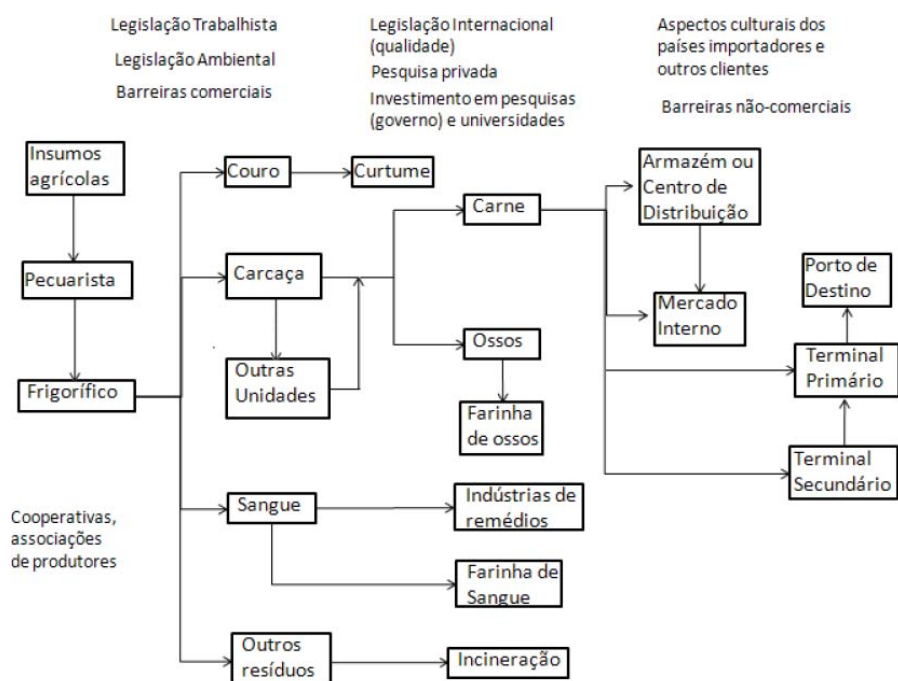 Legislação Trabalhista
Legislação Ambiental
Barreiras comerciais
Legislação Internacional
(qualidade)
Pesquisa privada
Investimento em pesquisas
(governo) e universidades
Aspectos culturais dos
países importadores e
outros clientes
Barreiras não-comerciais
Insumos
agrícolas
Pecuarista
Frigorífico
Cooperativas,
associações
de produtores
Couro
Curtume
Carcaça
Outras
Unidades
Sangue
Outros
resíduos
Carne
Ossos
Farinha
de ossos
Indústrias de
remédios
Farinha de
Sangue
Incineração
Armazém ou
Centro de
Distribuição
Mercado
Interno
Porto de
Destino
Terminal
Primário
Terminal
Secundário